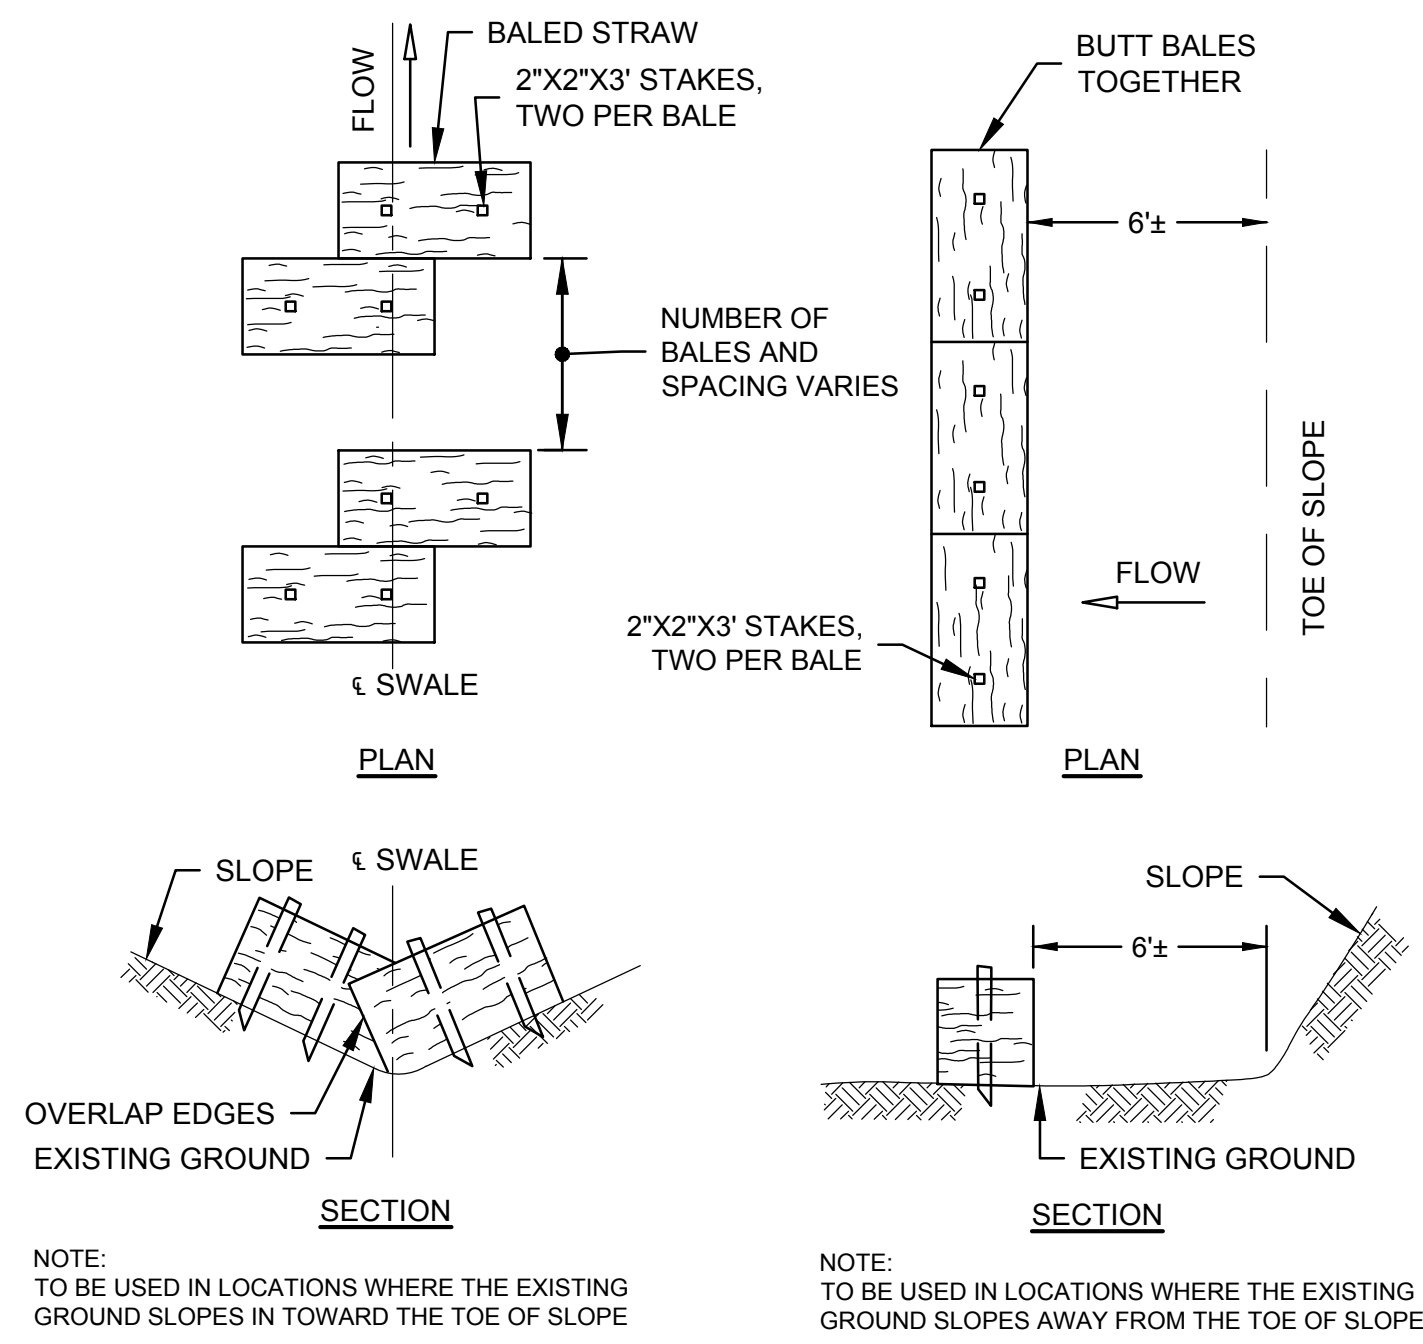 FLOW
BALED STRAW
2"X2"X3' STAKES,
TWO PER BALE
NUMBER OF
BALES AND
SPACING VARIES
℄ SWALE
PLAN
BUTT BALES
TOGETHER
6'±
TOE OF SLOPE
FLOW
2"X2"X3' STAKES,
TWO PER BALE
PLAN
SLOPE
℄ SWALE
OVERLAP EDGES
EXISTING GROUND
SECTION
NOTE:
TO BE USED IN LOCATIONS WHERE THE EXISTING
GROUND SLOPES IN TOWARD THE TOE OF SLOPE
SLOPE
6'±
EXISTING GROUND
SECTION
NOTE:
TO BE USED IN LOCATIONS WHERE THE EXISTING
GROUND SLOPES AWAY FROM THE TOE OF SLOPE